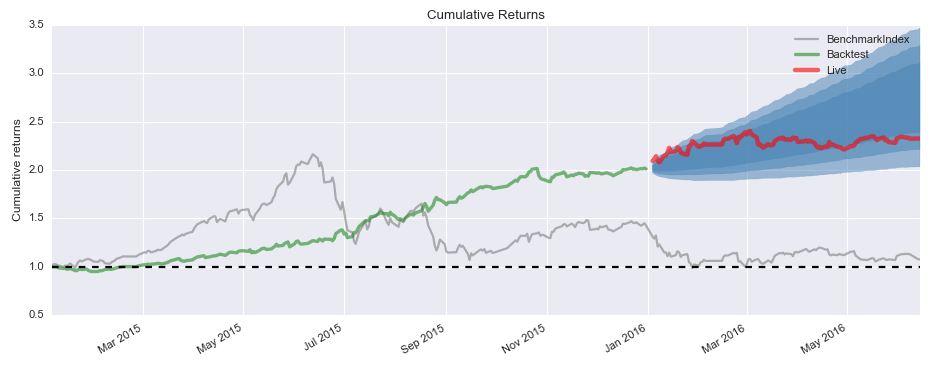 Cumulative Returns
3.5
3.0
2.5
2.0
1.5
1.0
0.5
Cumulative returns
BenchmarkIndex
Backtest
Live
Mar 2015
May 2015
Jul 2015
Sep 2015
Nov 2015
Jan 2016
Mar 2016
May 2016